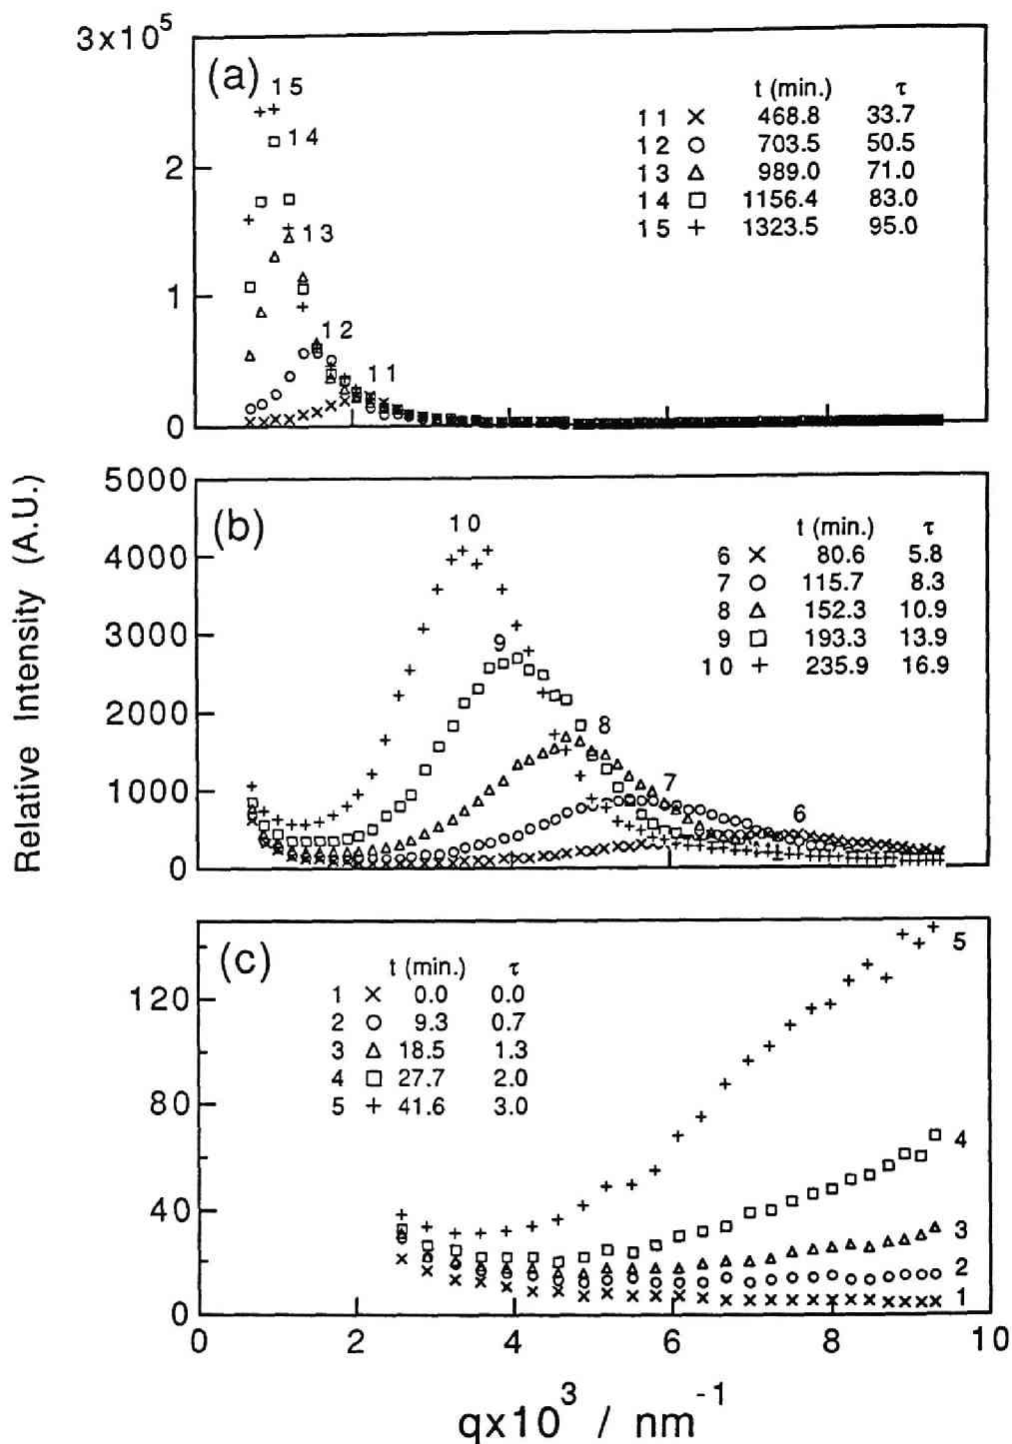 3x10^5
(a)
15
t (min.) τ
14
11 × 468.8 33.7
12 ○ 703.5 50.5
2
13 △ 989.0 71.0
14 □ 1156.4 83.0
13
15 + 1323.5 95.0
1
12
11
0
Relative Intensity (A.U.)
5000
(b)
10
t (min.) τ
4000
6 × 80.6 5.8
7 ○ 115.7 8.3
8 △ 152.3 10.9
3000
9
9 □ 193.3 13.9
10 + 235.9 16.9
2000
8
1000
7
6
0
(c)
5
t (min.) τ
120
1 × 0.0 0.0
2 ○ 9.3 0.7
3 △ 18.5 1.3
4 □ 27.7 2.0
80
5 + 41.6 3.0
4
40
3
2
0
1
0 2 4 6 8 10
qx10^3 / nm^-1